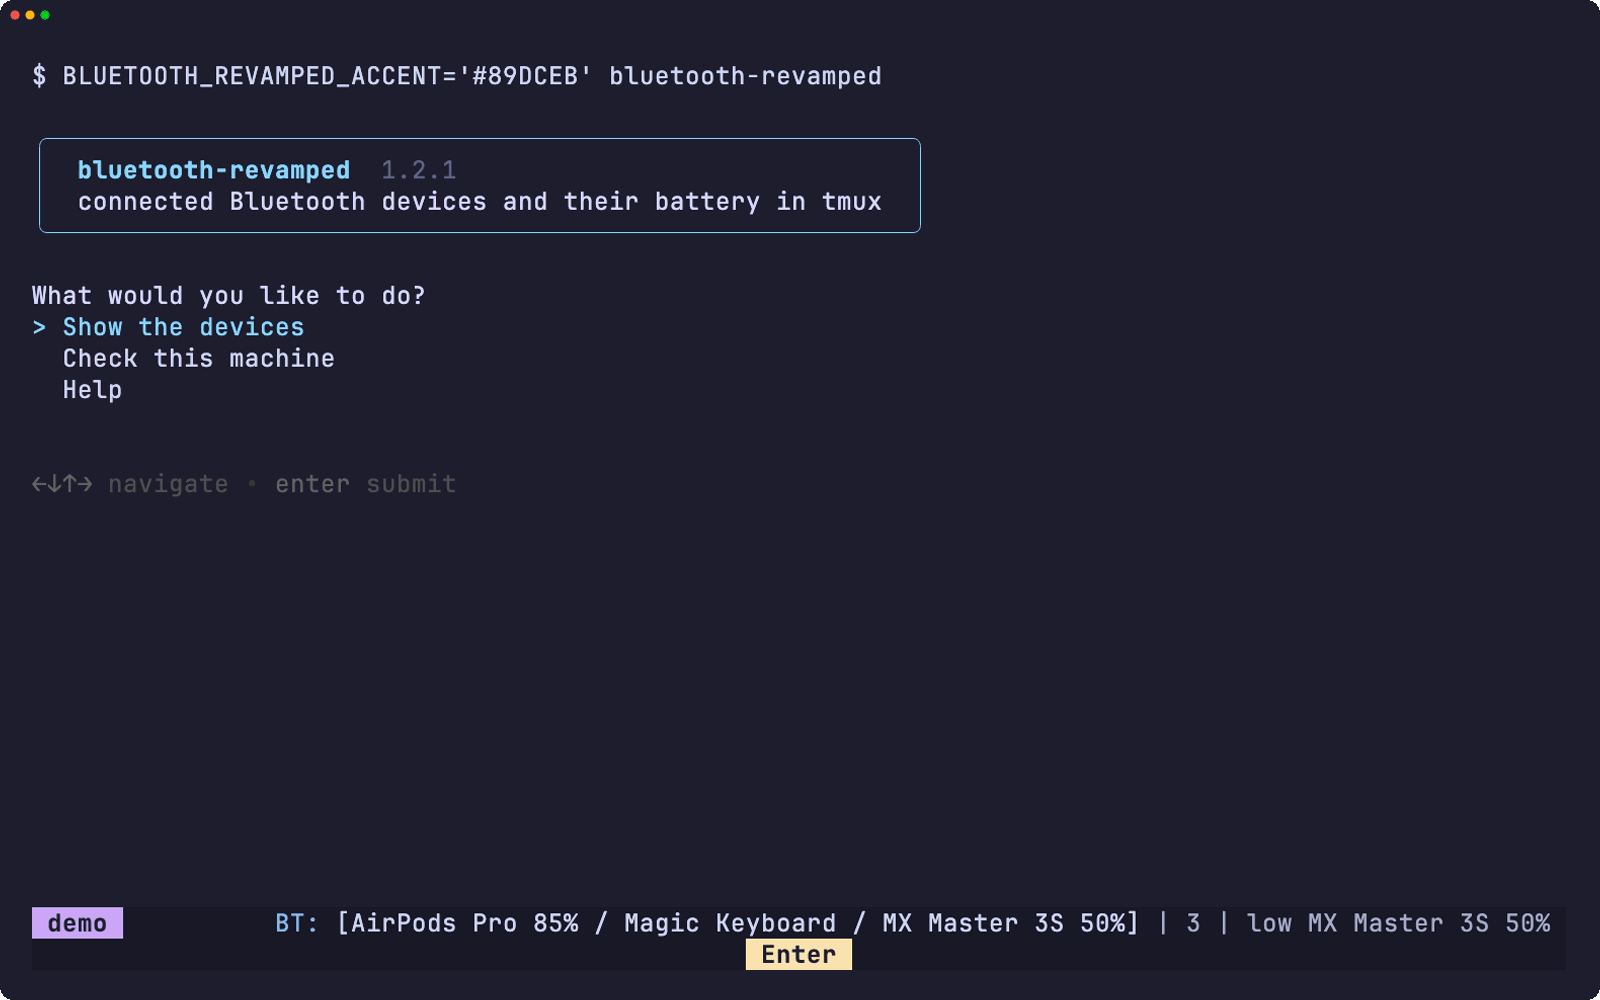 $ BLUETOOTH_REVAMPED_ACCENT='#89DCEB' bluetooth-revamped
bluetooth-revamped 1.2.1
connected Bluetooth devices and their battery in tmux
What would you like to do?
> Show the devices
Check this machine
Help
←↓↑→ navigate • enter submit
demo BT: [AirPods Pro 85% / Magic Keyboard / MX Master 3S 50%] | 3 | low MX Master 3S 50%
Enter